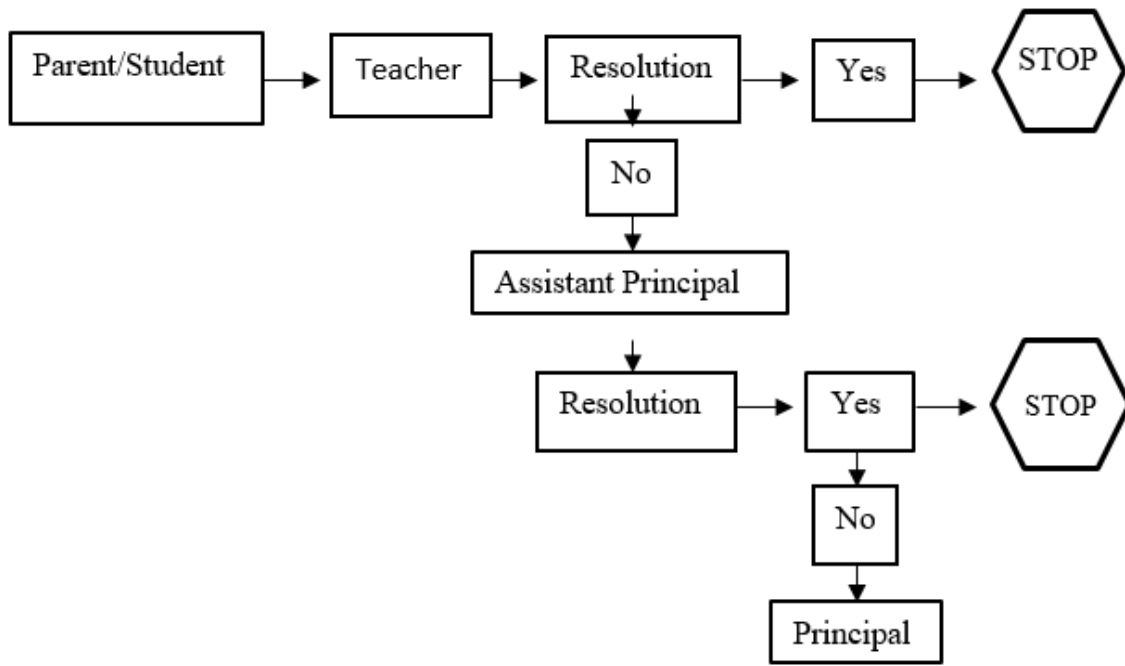 Parent/Student
Teacher
Resolution
Yes
STOP
No
Assistant Principal
Resolution
Yes
STOP
No
Principal